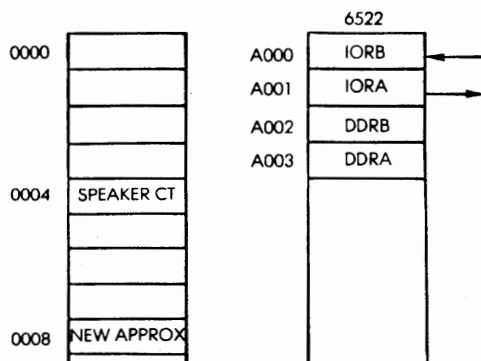 6522
0000
A000 IORB
A001 IORA
A002 DDRB
A003 DDRA
0004 SPEAKER CT
0008 NEW APPROX